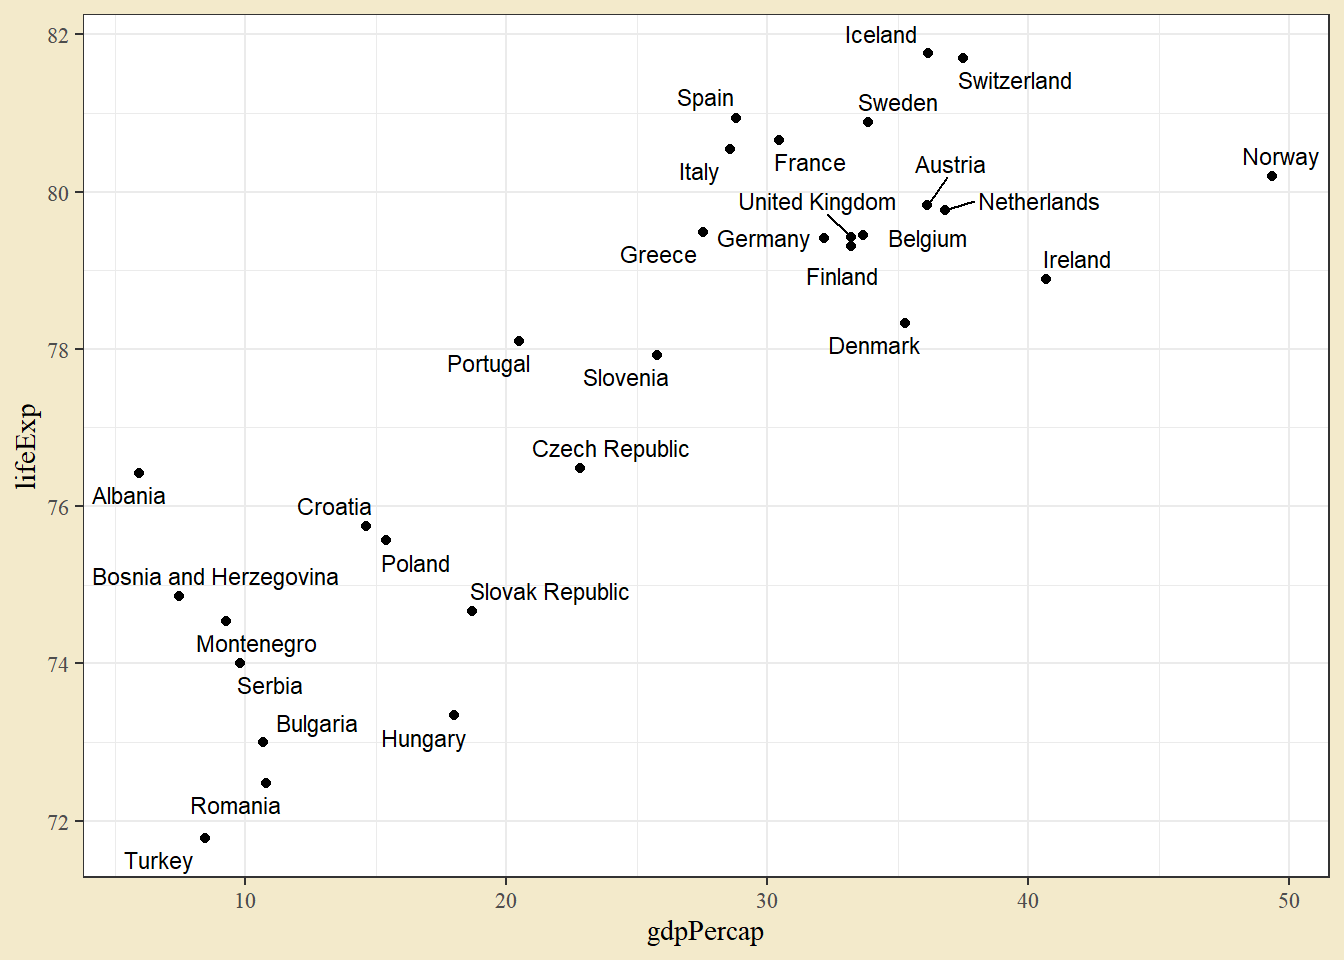 82
Iceland
Switzerland
Spain
Sweden
Italy
France
Austria
Norway
80
United Kingdom
Netherlands
Greece
Germany
Belgium
Finland
Ireland
78
Portugal
Slovenia
Denmark
lifeExp
Czech Republic
Albania
76
Croatia
Poland
Bosnia and Herzegovina
Slovak Republic
Montenegro
74
Serbia
Bulgaria
Hungary
Romania
72
Turkey
10
20
30
40
50
gdpPercap